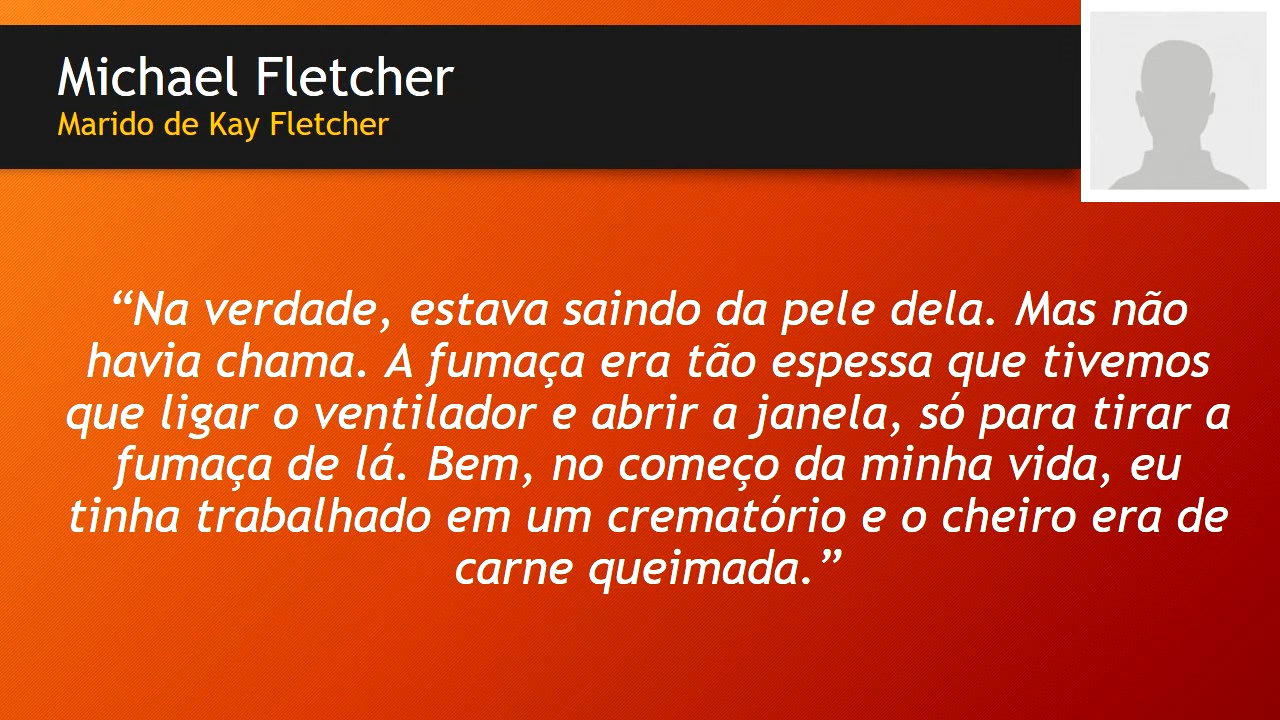 Michael Fletcher
Marido de Kay Fletcher
“Na verdade, estava saindo da pele dela. Mas não
havia chama. A fumaça era tão espessa que tivemos
que ligar o ventilador e abrir a janela, só para tirar a
fumaça de lá. Bem, no começo da minha vida, eu
tinha trabalhado em um crematório e o cheiro era de
carne queimada.”